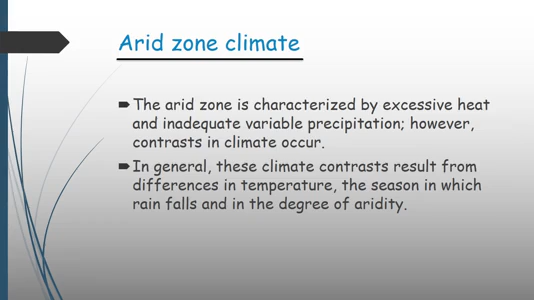 Arid zone climate
The arid zone is characterized by excessive heat
and inadequate variable precipitation; however,
contrasts in climate occur.
In general, these climate contrasts result from
differences in temperature, the season in which
rain falls and in the degree of aridity.